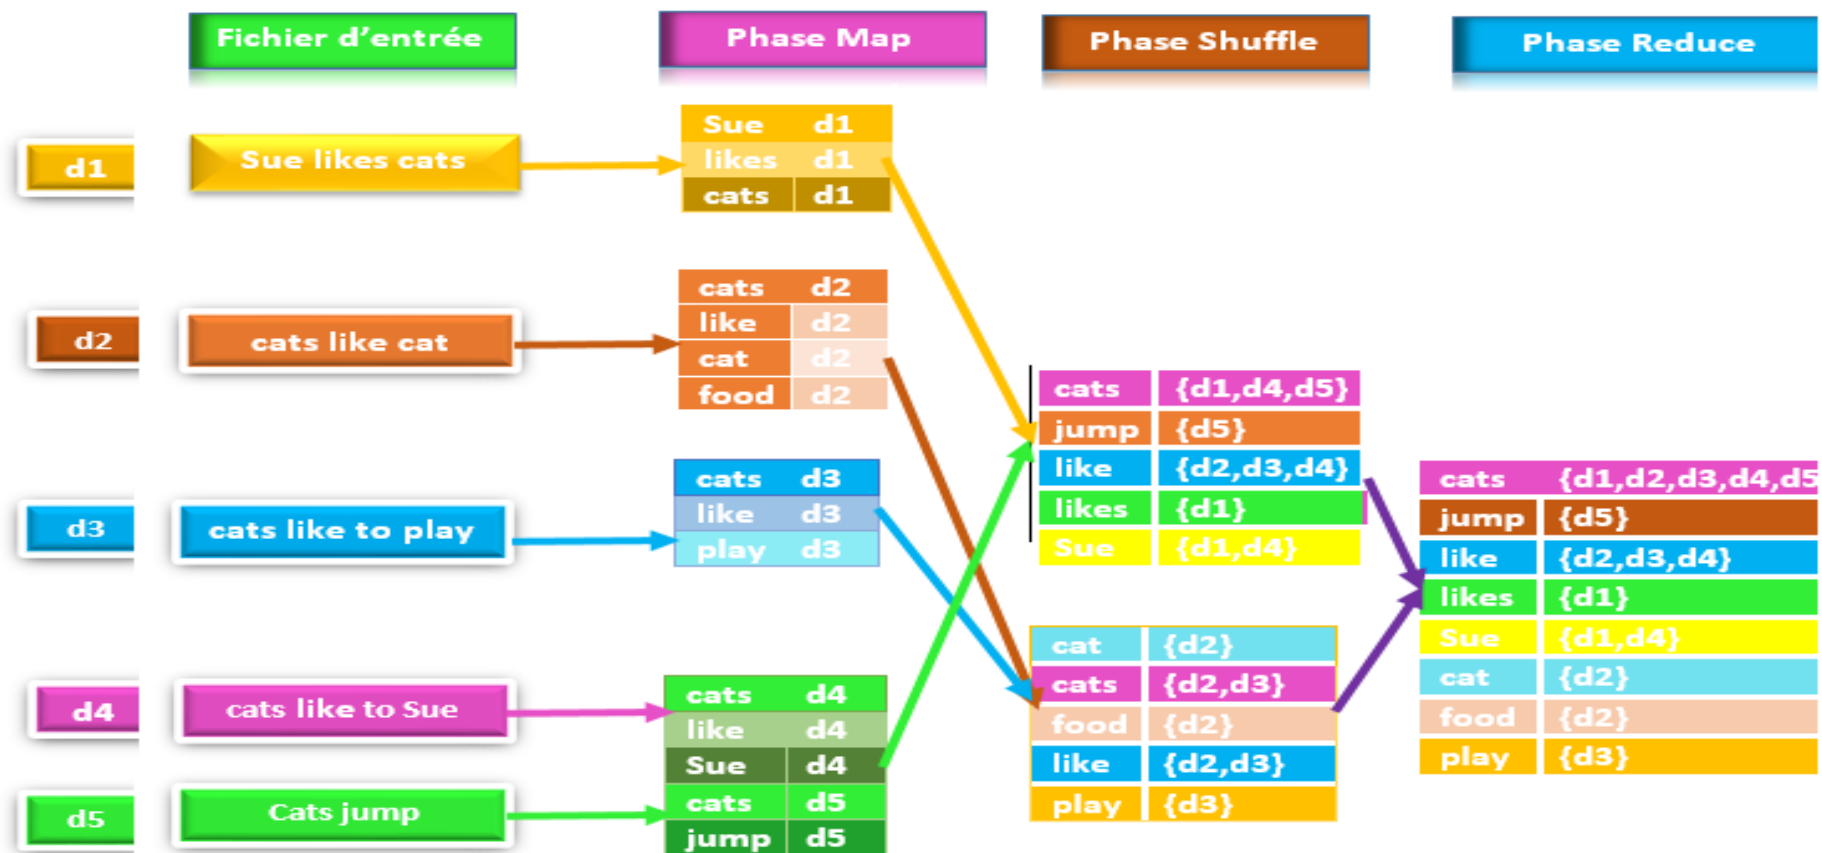 Fichier d'entrée
Phase Map
Phase Shuffle
Phase Reduce
d1
Sue likes cats
Sue d1
likes d1
cats d1
d2
cats like cat
cats d2
like d2
cat d2
food d2
d3
cats like to play
cats d3
like d3
play d3
d4
cats like to Sue
cats d4
like d4
Sue d4
d5
Cats jump
cats d5
jump d5
cats {d1,d4,d5}
jump {d5}
like {d2,d3,d4}
likes {d1}
Sue {d1,d4}
cat {d2}
cats {d2,d3}
food {d2}
like {d2,d3}
play {d3}
cats {d1,d2,d3,d4,d5
jump {d5}
like {d2,d3,d4}
likes {d1}
Sue {d1,d4}
cat {d2}
food {d2}
play {d3}